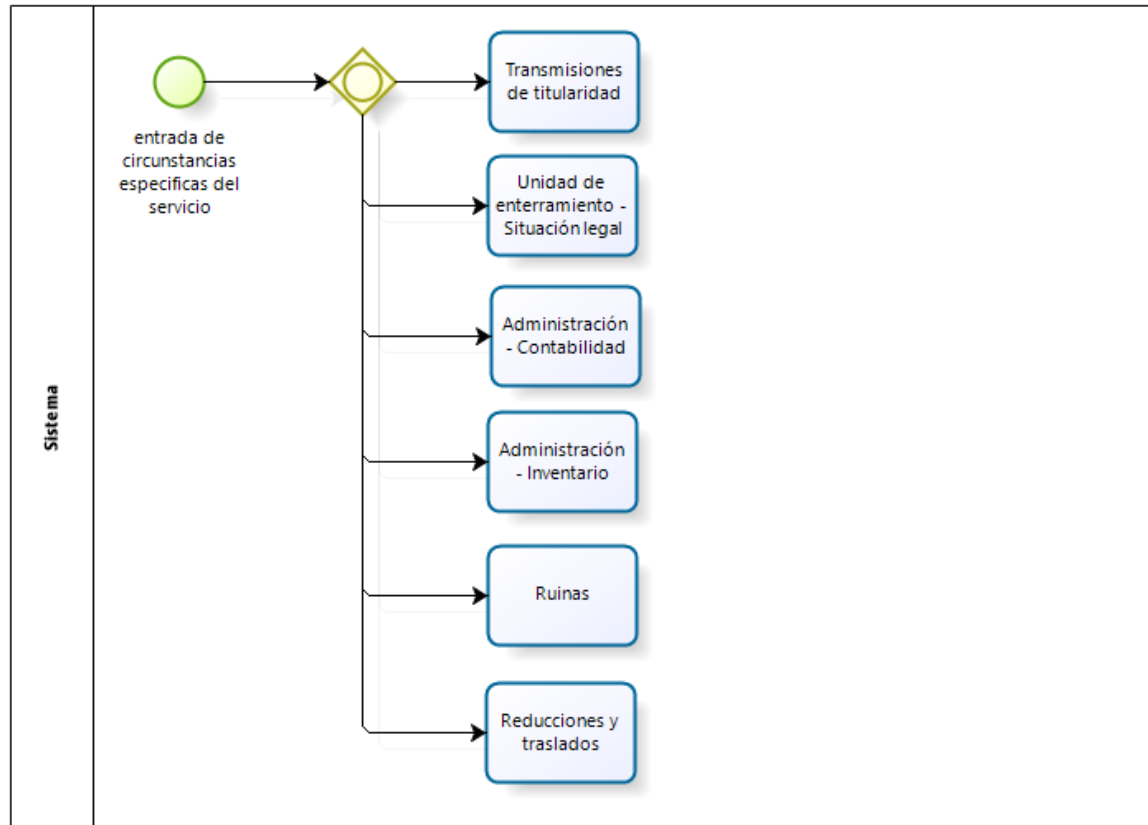 Sistema
entrada de
circunstancias
especificas del
servicio
Transmisiones
de titularidad
Unidad de
enterramiento -
Situación legal
Administración
- Contabilidad
Administración
- Inventario
Ruinas
Reducciones y
traslados